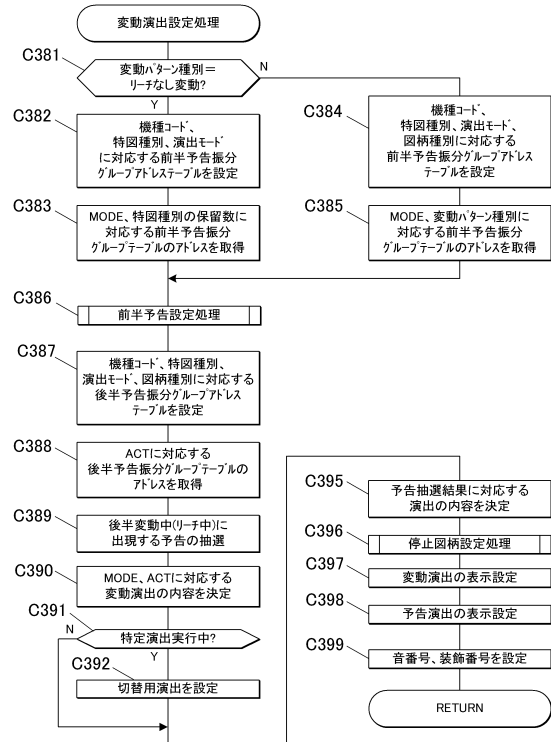 変動演出設定処理
C381
変動パターン種別＝
リーチなし変動?
N
Y
C382
機種コード、
特図種別、演出モード
に対応する前半予告振分
グループアドレステーブルを設定
C383
MODE、特図種別の保留数に
対応する前半予告振分
グループテーブルのアドレスを取得
C384
機種コード、
特図種別、演出モード、
図柄種別に対応する
前半予告振分グループアドレス
テーブルを設定
C385
MODE、変動パターン種別に
対応する前半予告振分
グループテーブルのアドレスを取得
C386
前半予告設定処理
C387
機種コード、特図種別、
演出モード、図柄種別に対応する
後半予告振分グループアドレス
テーブルを設定
C388
ACTに対応する
後半予告振分グループテーブルの
アドレスを取得
C389
後半変動中(リーチ中)に
出現する予告の抽選
C390
MODE、ACTに対応する
変動演出の内容を決定
C391
N
特定演出実行中?
Y
C392
切替用演出を設定
C395
予告抽選結果に対応する
演出の内容を決定
C396
停止図柄設定処理
C397
変動演出の表示設定
C398
予告演出の表示設定
C399
音番号、装飾番号を設定
RETURN